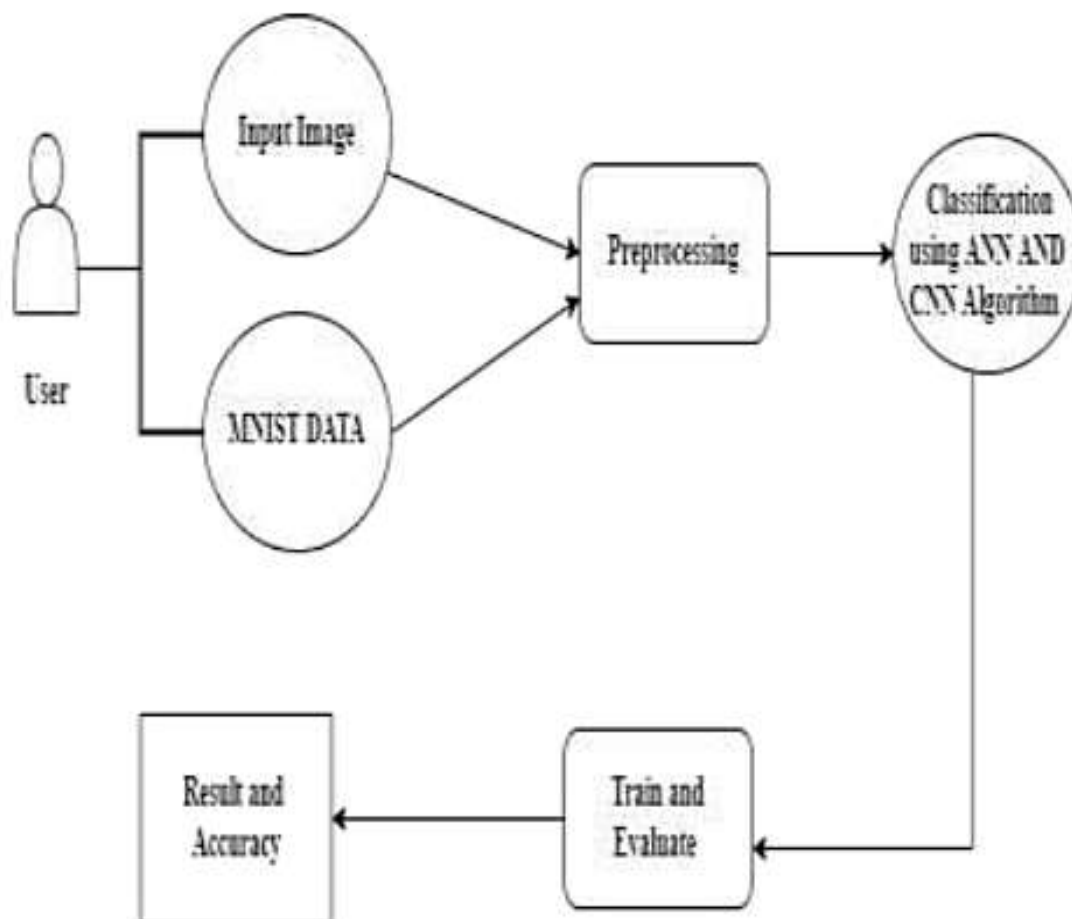 Input Image
User
MNIST DATA
Preprocessing
Classification
using ANN AND
CNN Algorithm
Train and
Evaluate
Result and
Accuracy